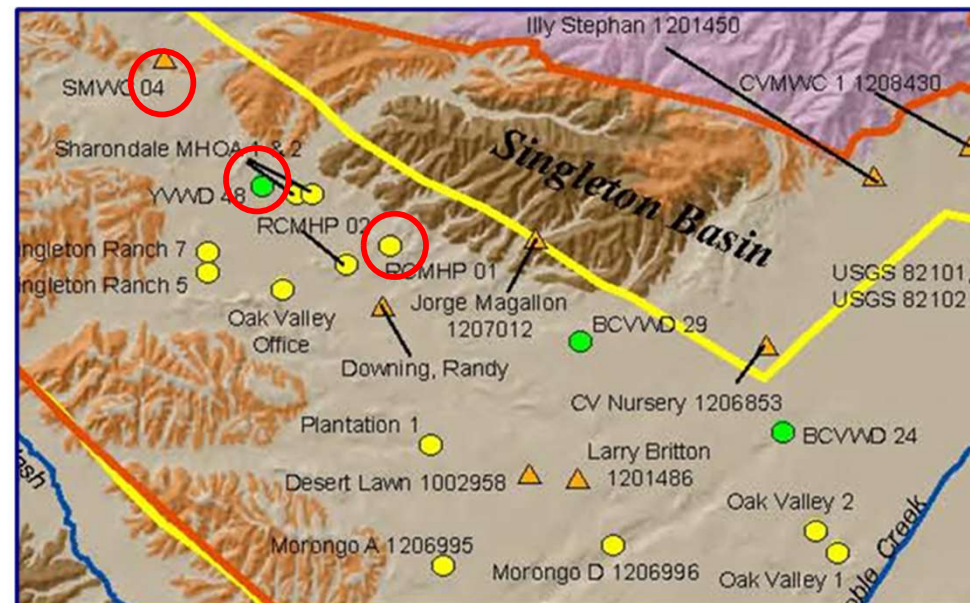 Illy Stephan 1201450
CVMWC 1 1208430
SMWC 04
Singleton Basin
Sharondale MHOA 1 & 2
YVWD 48
RCMHP 02
ngleton Ranch 7
RCMHP 01
USGS 82101
ngleton Ranch 5
Jorge Magallon
1207012
USGS 82102
Oak Valley
Office
BCVWD 29
Downing, Randy
CV Nursery 1206853
Plantation 1
BCVWD 24
Larry Britton
1201486
Desert Lawn 1002958
Oak Valley 2
Morongo A 1206995
Morongo D 1206996
Oak Valley 1
oble Creek